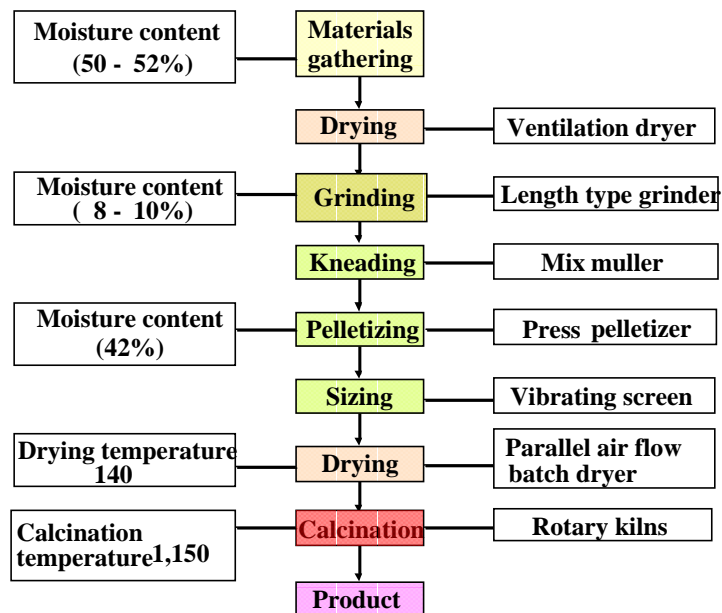 Moisture content
(50 - 52%)
Materials
gathering
Drying
Ventilation dryer
Moisture content
( 8 - 10%)
Grinding
Length type grinder
Kneading
Mix muller
Moisture content
(42%)
Pelletizing
Press pelletizer
Sizing
Vibrating screen
Drying temperature
140
Drying
Parallel air flow
batch dryer
Calcination
temperature 1,150
Calcination
Rotary kilns
Product